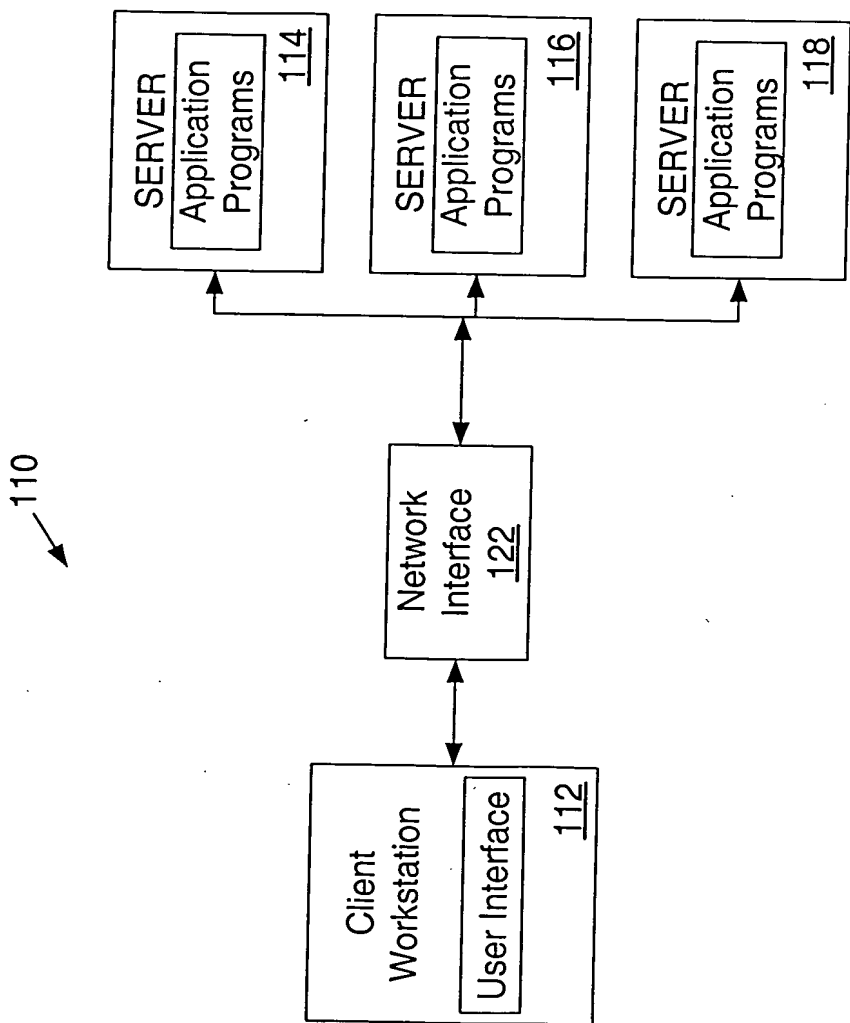 110
Client
Workstation
User Interface
112
Network
Interface
122
SERVER
Application
Programs
114
SERVER
Application
Programs
116
SERVER
Application
Programs
118